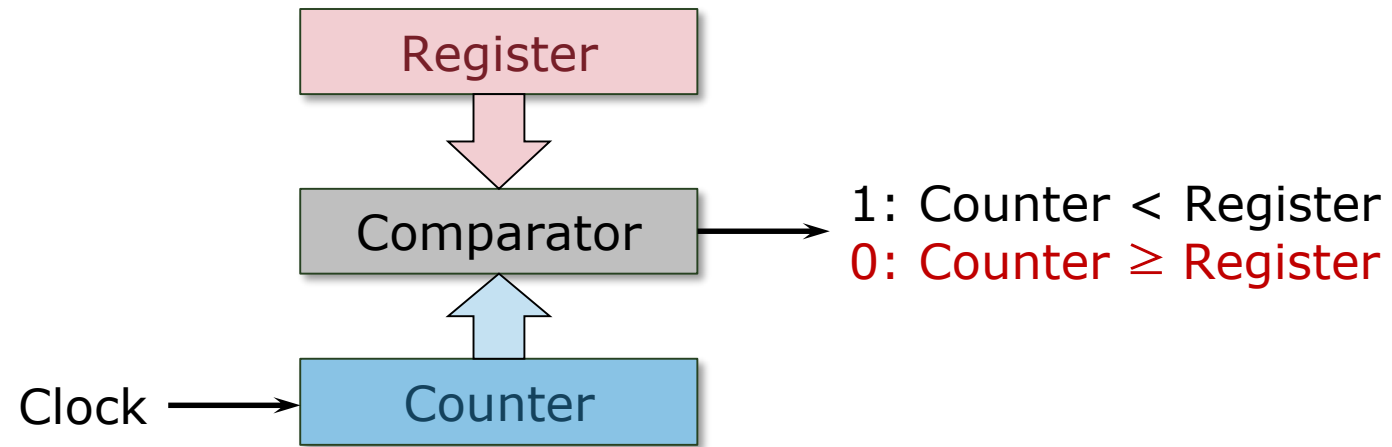 Register
Comparator
1: Counter < Register
0: Counter ≥ Register
Clock
Counter